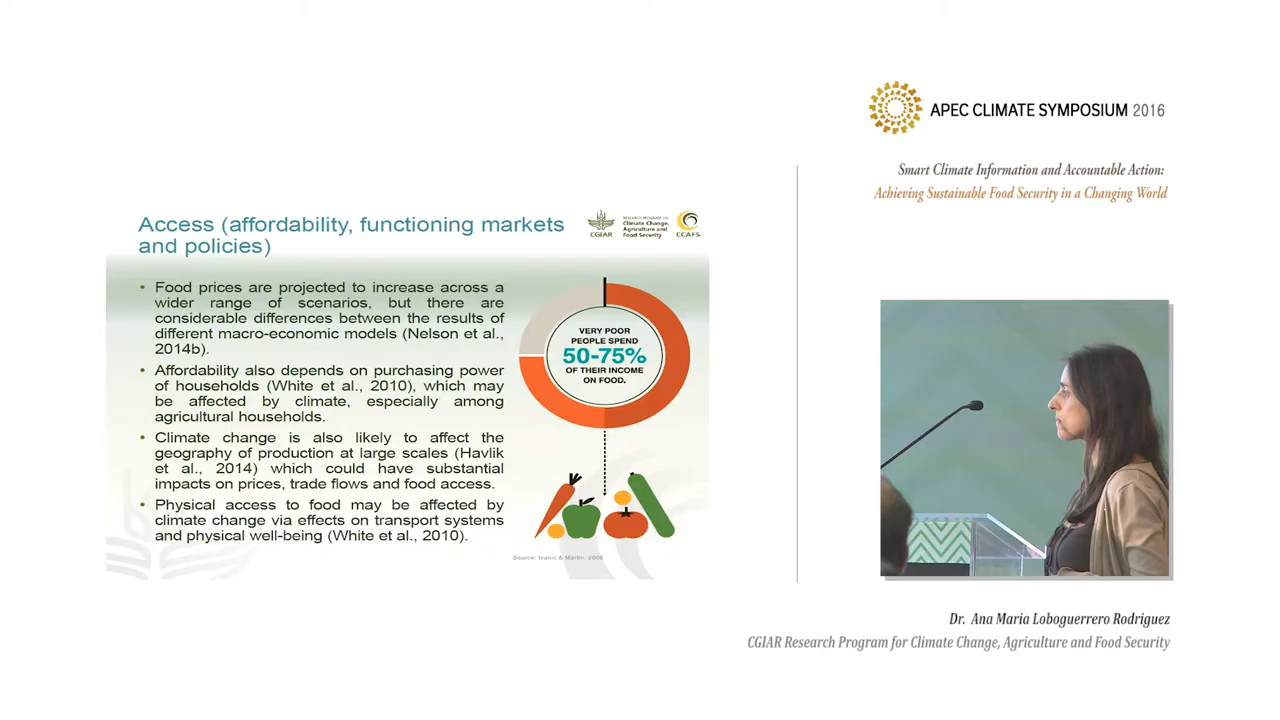 APEC CLIMATE SYMPOSIUM 2016
Smart Climate Information and Accountable Action:
Achieving Sustainable Food Security in a Changing World
Access (affordability, functioning markets
and policies)
CGIAR
RESEARCH PROGRAM ON
Climate Change,
Agriculture and
Food Security
CCAFS
• Food prices are projected to increase across a
wider range of scenarios, but there are
considerable differences between the results of
different macro-economic models (Nelson et al.,
2014b).
• Affordability also depends on purchasing power
of households (White et al., 2010), which may
be affected by climate, especially among
agricultural households.
• Climate change is also likely to affect the
geography of production at large scales (Havlik
et al., 2014) which could have substantial
impacts on prices, trade flows and food access.
• Physical access to food may be affected by
climate change via effects on transport systems
and physical well-being (White et al., 2010).
VERY POOR
PEOPLE SPEND
50-75%
OF THEIR INCOME
ON FOOD.
Source: Ivanic & Martin, 2008
Dr. Ana Maria Loboguerrero Rodriguez
CGIAR Research Program for Climate Change, Agriculture and Food Security